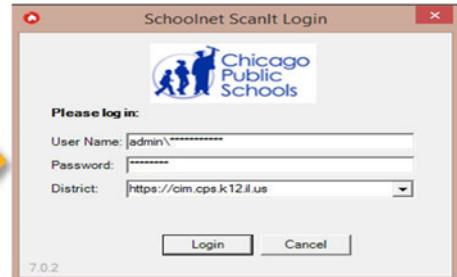 Schoolnet ScanIt Login
Chicago
Public
Schools
Please log in:
User Name: admin\***********
Password: ********
District: https://cim.cps.k12.il.us
Login Cancel
7.0.2